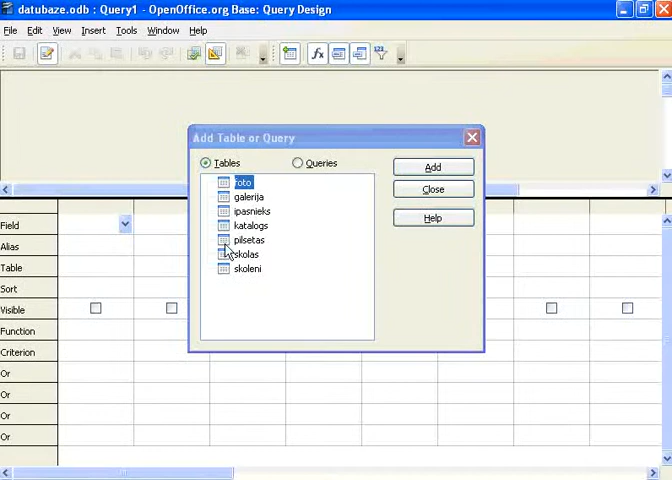 datubaze.odb : Query1 - OpenOffice.org Base: Query Design
File Edit View Insert Tools Window Help
Add Table or Query
Tables Queries
foto
galerija
ipasnieks
katalogs
pilsetas
skolas
skoleni
Add
Close
Help
Field
Alias
Table
Sort
Visible
Function
Criterion
Or
Or
Or
Or